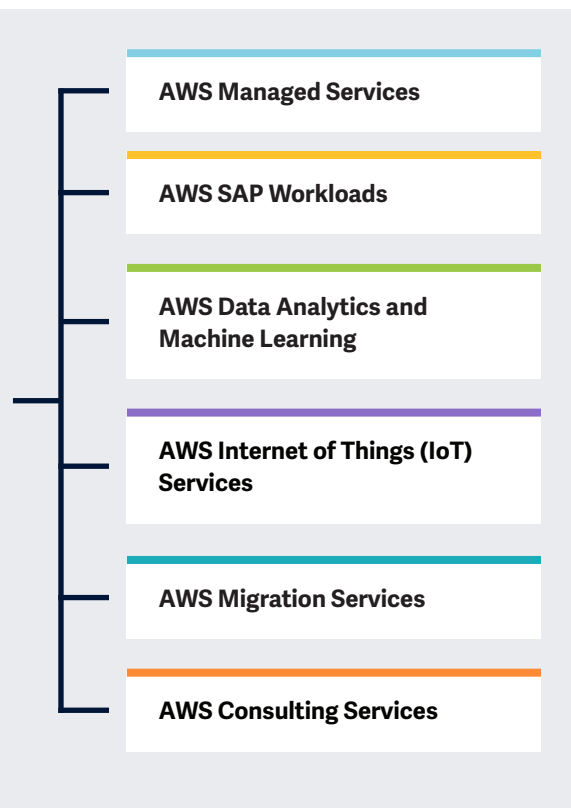 AWS Managed Services
AWS SAP Workloads
AWS Data Analytics and
Machine Learning
AWS Internet of Things (IoT)
Services
AWS Migration Services
AWS Consulting Services